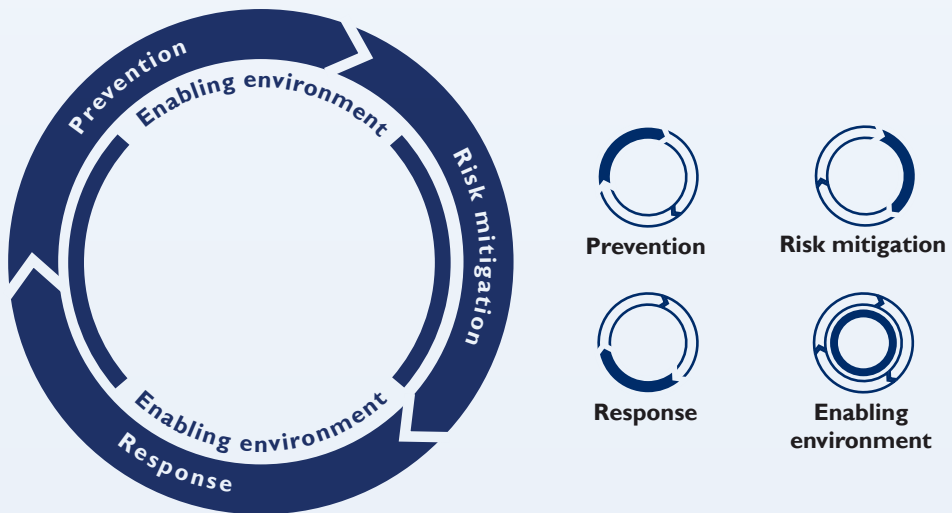 Prevention
Enabling environment
Risk mitigation
Enabling environment
Response
Prevention
Risk mitigation
Response
Enabling
environment